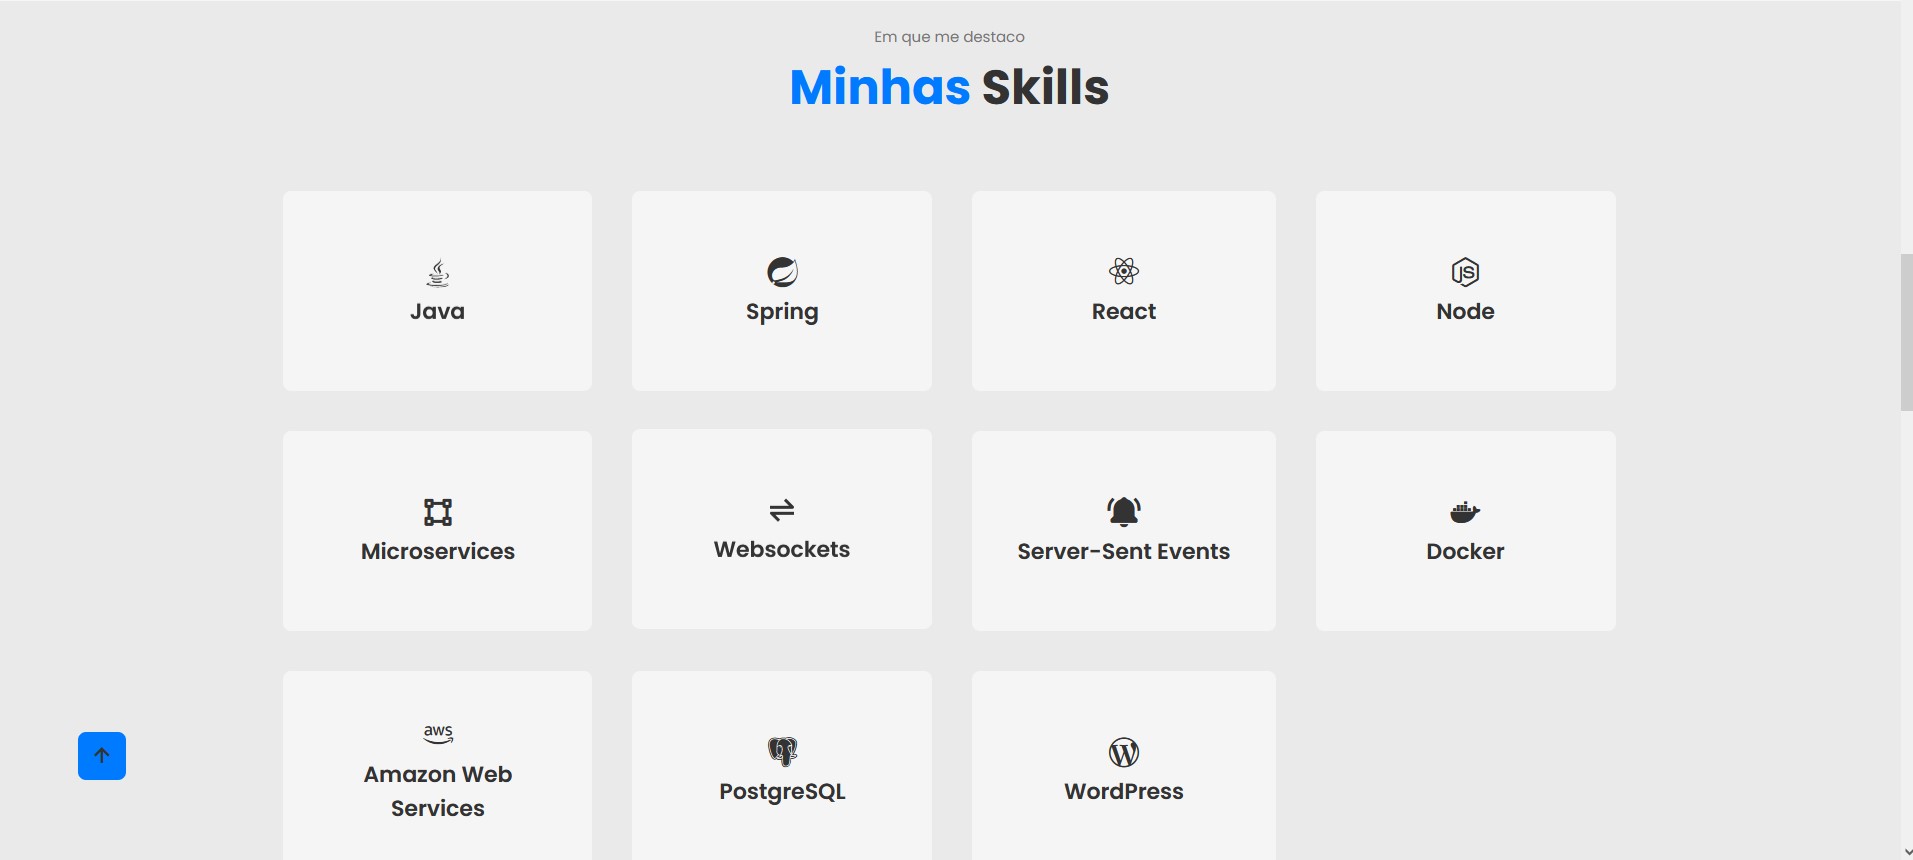 Em que me destaco
Minhas Skills
Java
Spring
React
JS
Node
Microservices
Websockets
Server-Sent Events
Docker
aws
Amazon Web
Services
PostgreSQL
W
WordPress